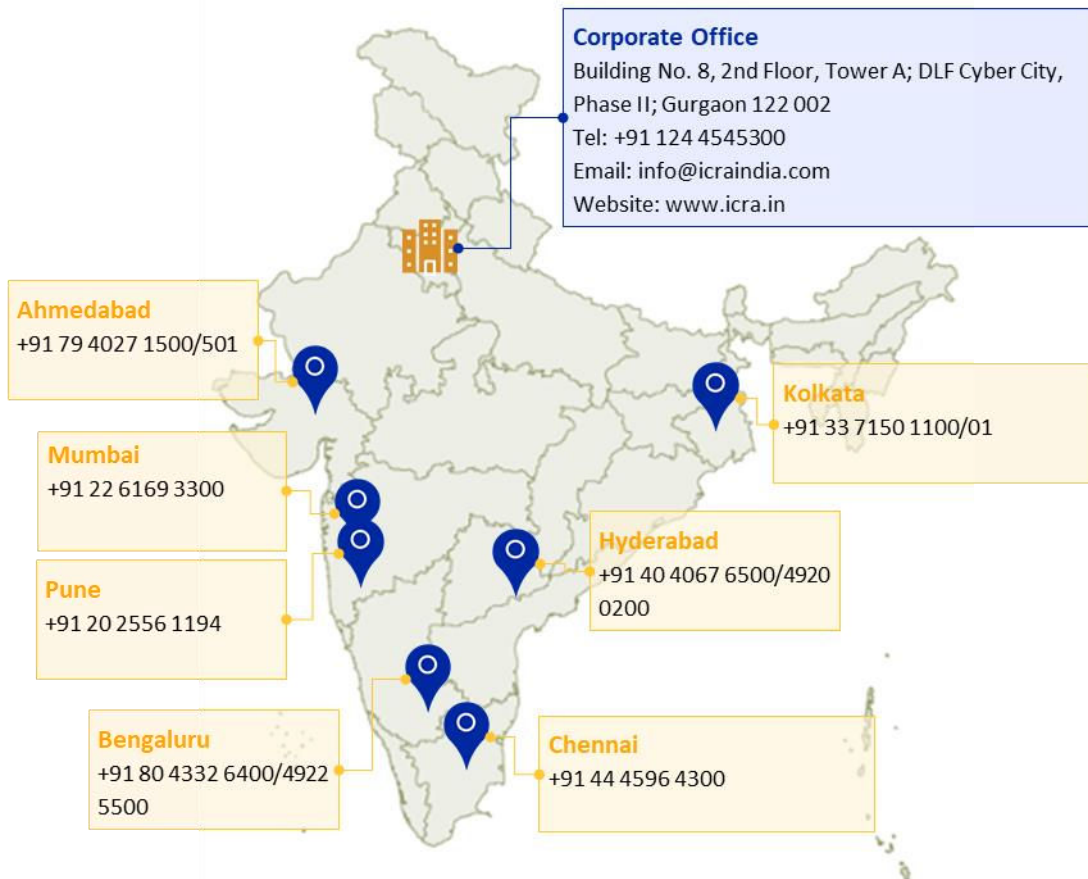 Corporate Office
Building No. 8, 2nd Floor, Tower A; DLF Cyber City,
Phase II; Gurgaon 122 002
Tel: +91 124 4545300
Email: info@icraindia.com
Website: www.icra.in
Ahmedabad
+91 79 4027 1500/501
Kolkata
+91 33 7150 1100/01
Mumbai
+91 22 6169 3300
Hyderabad
+91 40 4067 6500/4920
0200
Pune
+91 20 2556 1194
Bengaluru
+91 80 4332 6400/4922
5500
Chennai
+91 44 4596 4300